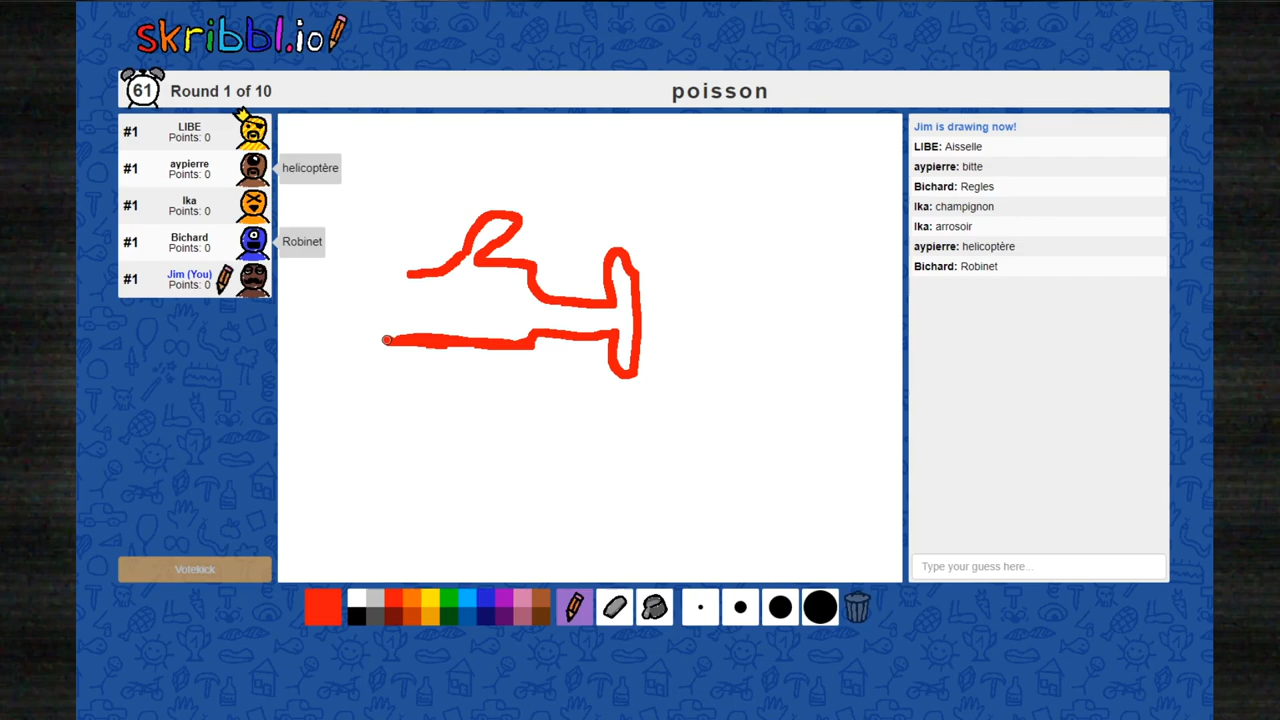 skribbl.io
61 Round 1 of 10
poisson
#1 LIBE
Points: 0
#1 aypierre
Points: 0
helicoptère
#1 Ika
Points: 0
#1 Bichard
Points: 0
Robinet
#1 Jim (You)
Points: 0
Votekick
Jim is drawing now!
LIBE: Aisselle
aypierre: bitte
Bichard: Regles
Ika: champignon
Ika: arrosoir
aypierre: helicoptère
Bichard: Robinet
Type your guess here...